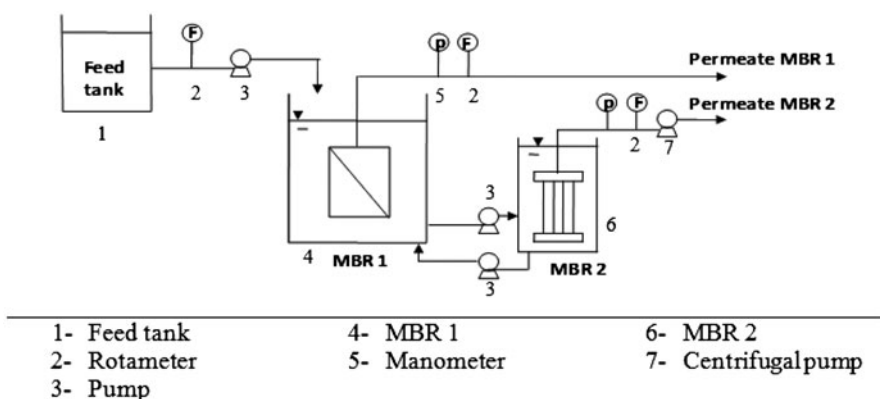 F
P
F
Permeate MBR 1
Feed tank
2
3
5
2
P
F
Permeate MBR 2
1
2
7
3
6
4
MBR 1
MBR 2
3
1- Feed tank
4- MBR 1
6- MBR 2
2- Rotameter
5- Manometer
7- Centrifugal pump
3- Pump